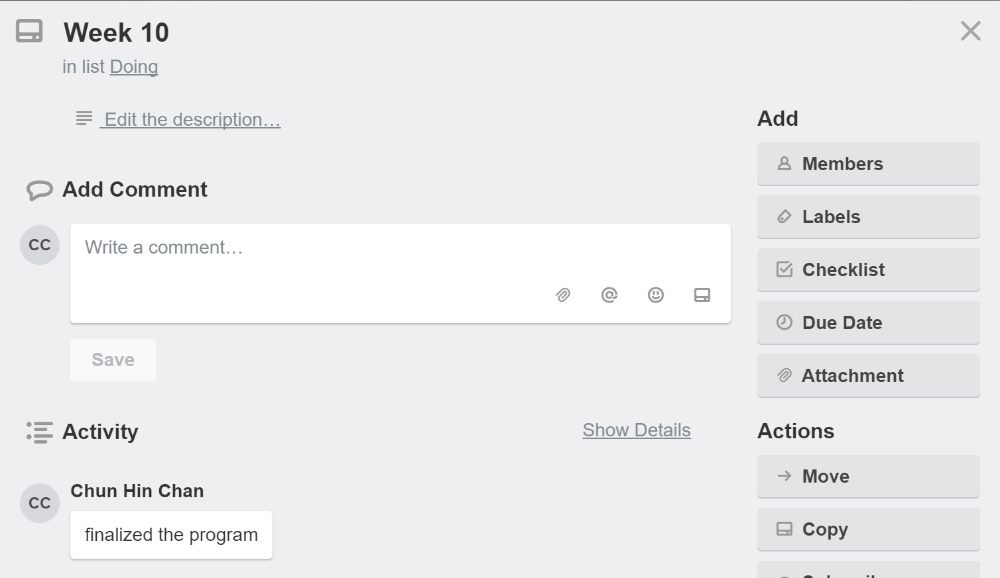 Week 10
in list Doing
Edit the description…
Add Comment
CC
Write a comment…
Save
Activity
Show Details
CC
Chun Hin Chan
finalized the program
Add
Members
Labels
Checklist
Due Date
Attachment
Actions
Move
Copy